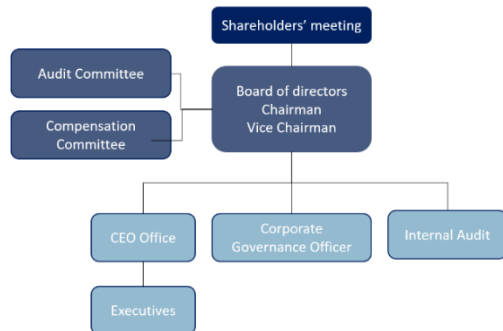 Shareholders’ meeting
Audit Committee
Board of directors
Chairman
Vice Chairman
Compensation
Committee
CEO Office
Corporate
Governance Officer
Internal Audit
Executives